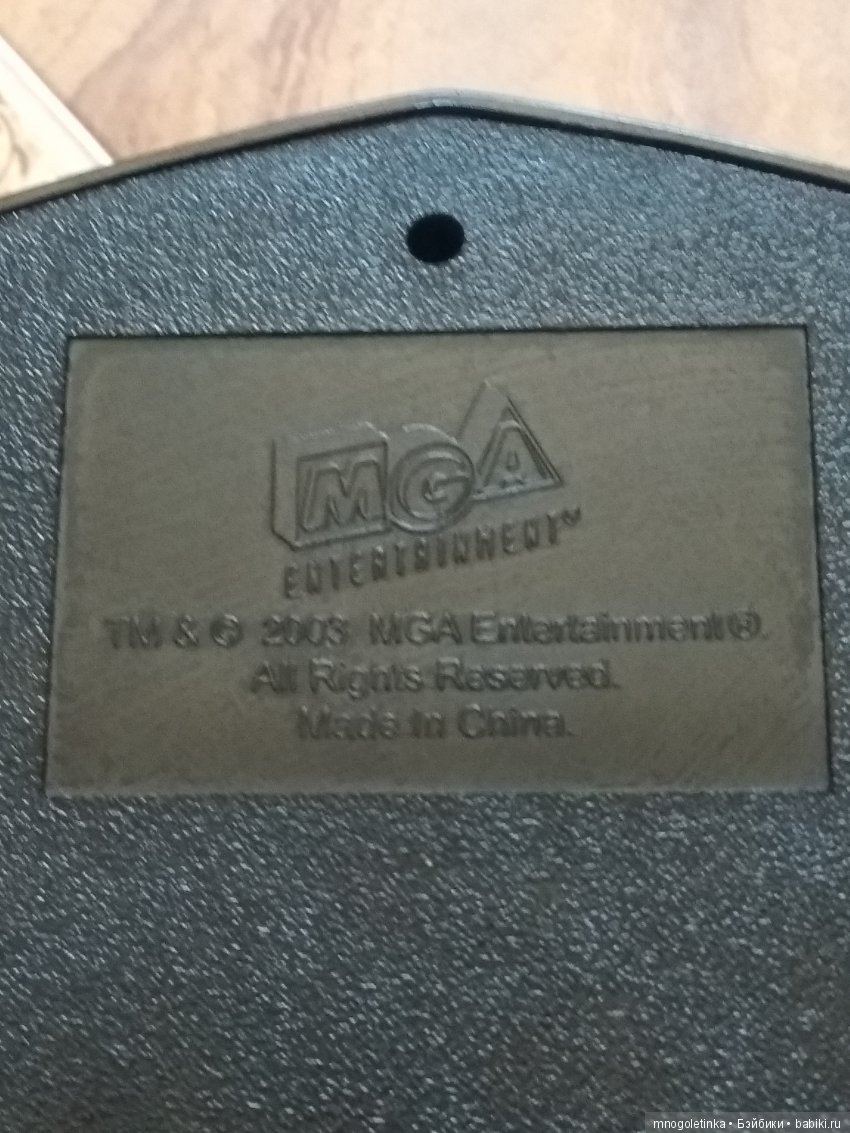 MGA
ENTERTAINMENT™
TM & © 2003 MGA Entertainment®.
All Rights Reserved.
Made In China.
mnogoletinka • Бэйбики • babiki.ru